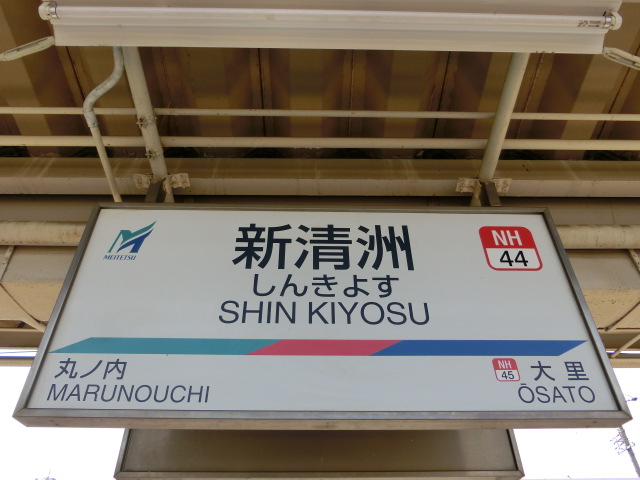 MEITETSU
新清洲
しんきよす
SHIN KIYOSU
NH
44
丸ノ内
MARUNOUCHI
NH
45
大里
ŌSATO